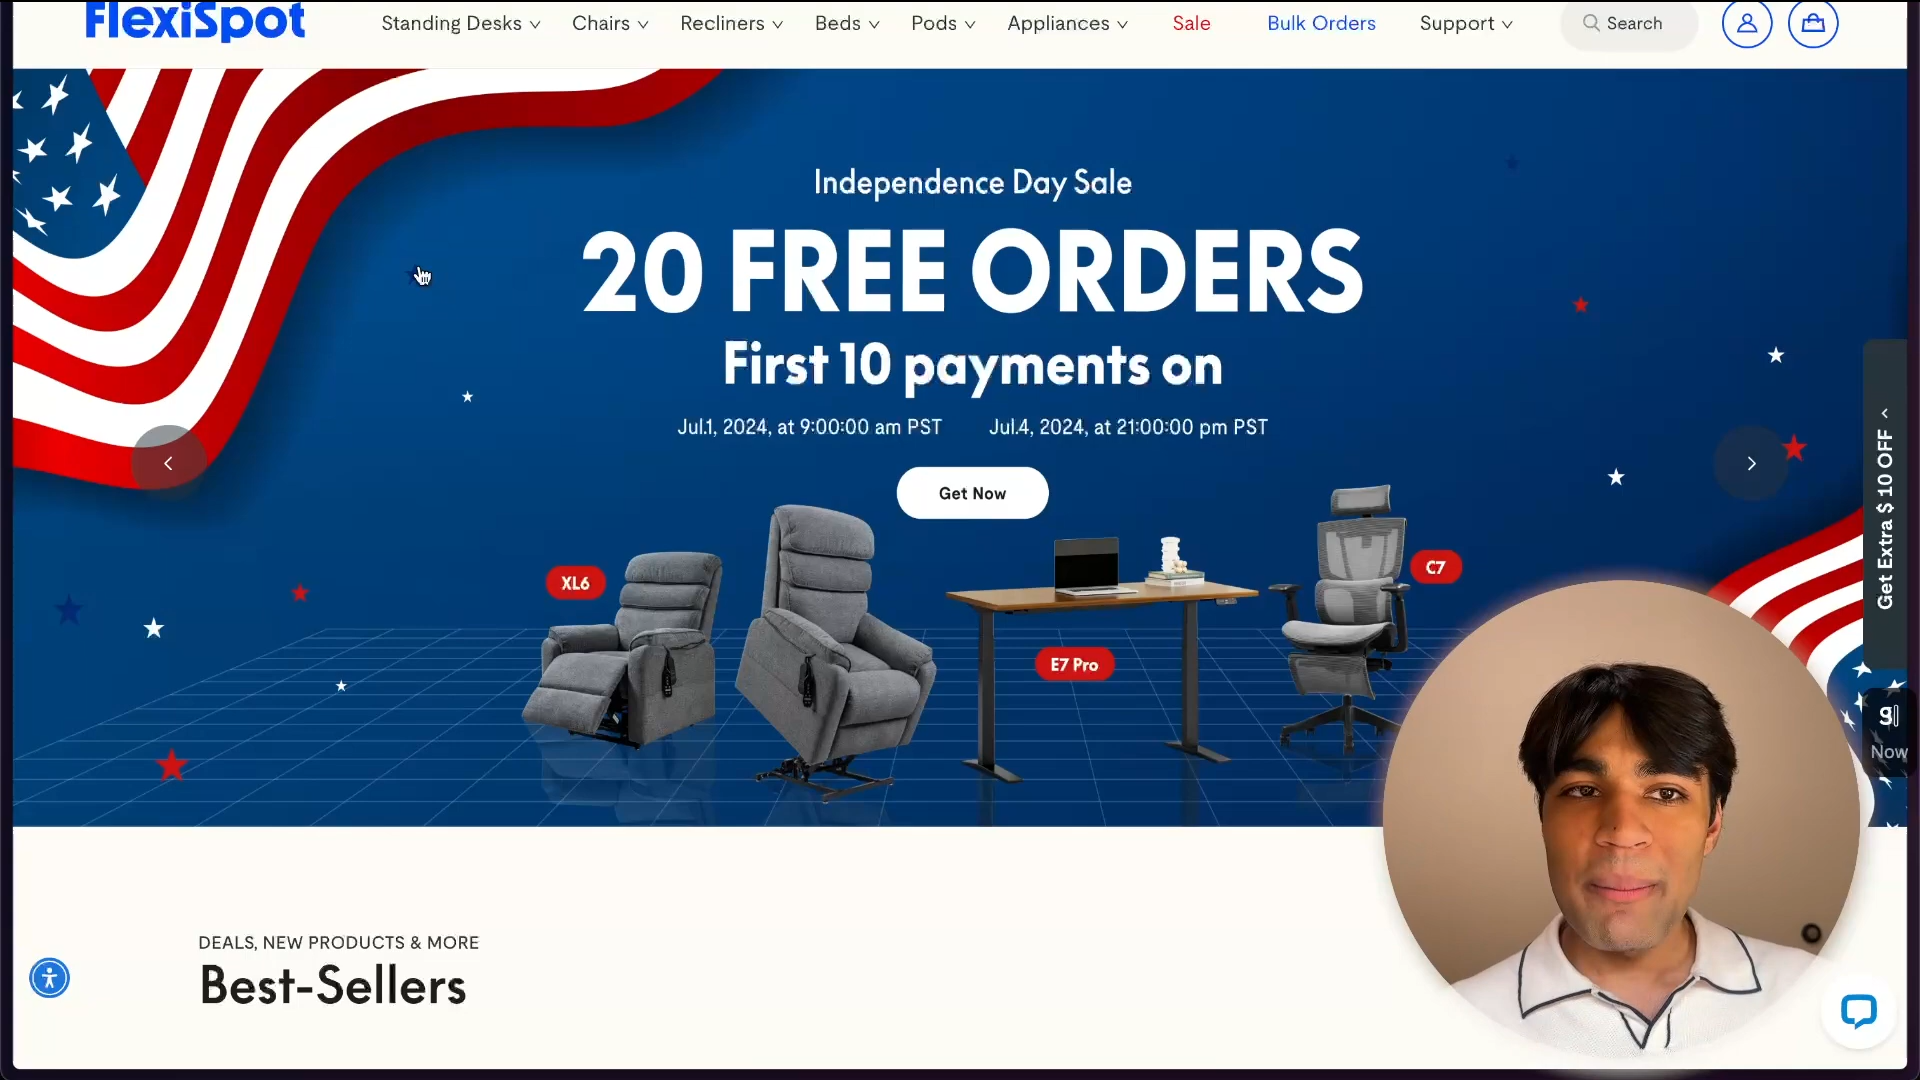 FlexiSpot
Standing Desks
Chairs
Recliners
Beds
Pods
Appliances
Sale
Bulk Orders
Support
Search
Independence Day Sale
20 FREE ORDERS
First 10 payments on
Jul.1, 2024, at 9:00:00 am PST
Jul.4, 2024, at 21:00:00 pm PST
Get Now
XL6
E7 Pro
C7
Get Extra $ 10 OFF
Now
DEALS, NEW PRODUCTS & MORE
Best-Sellers